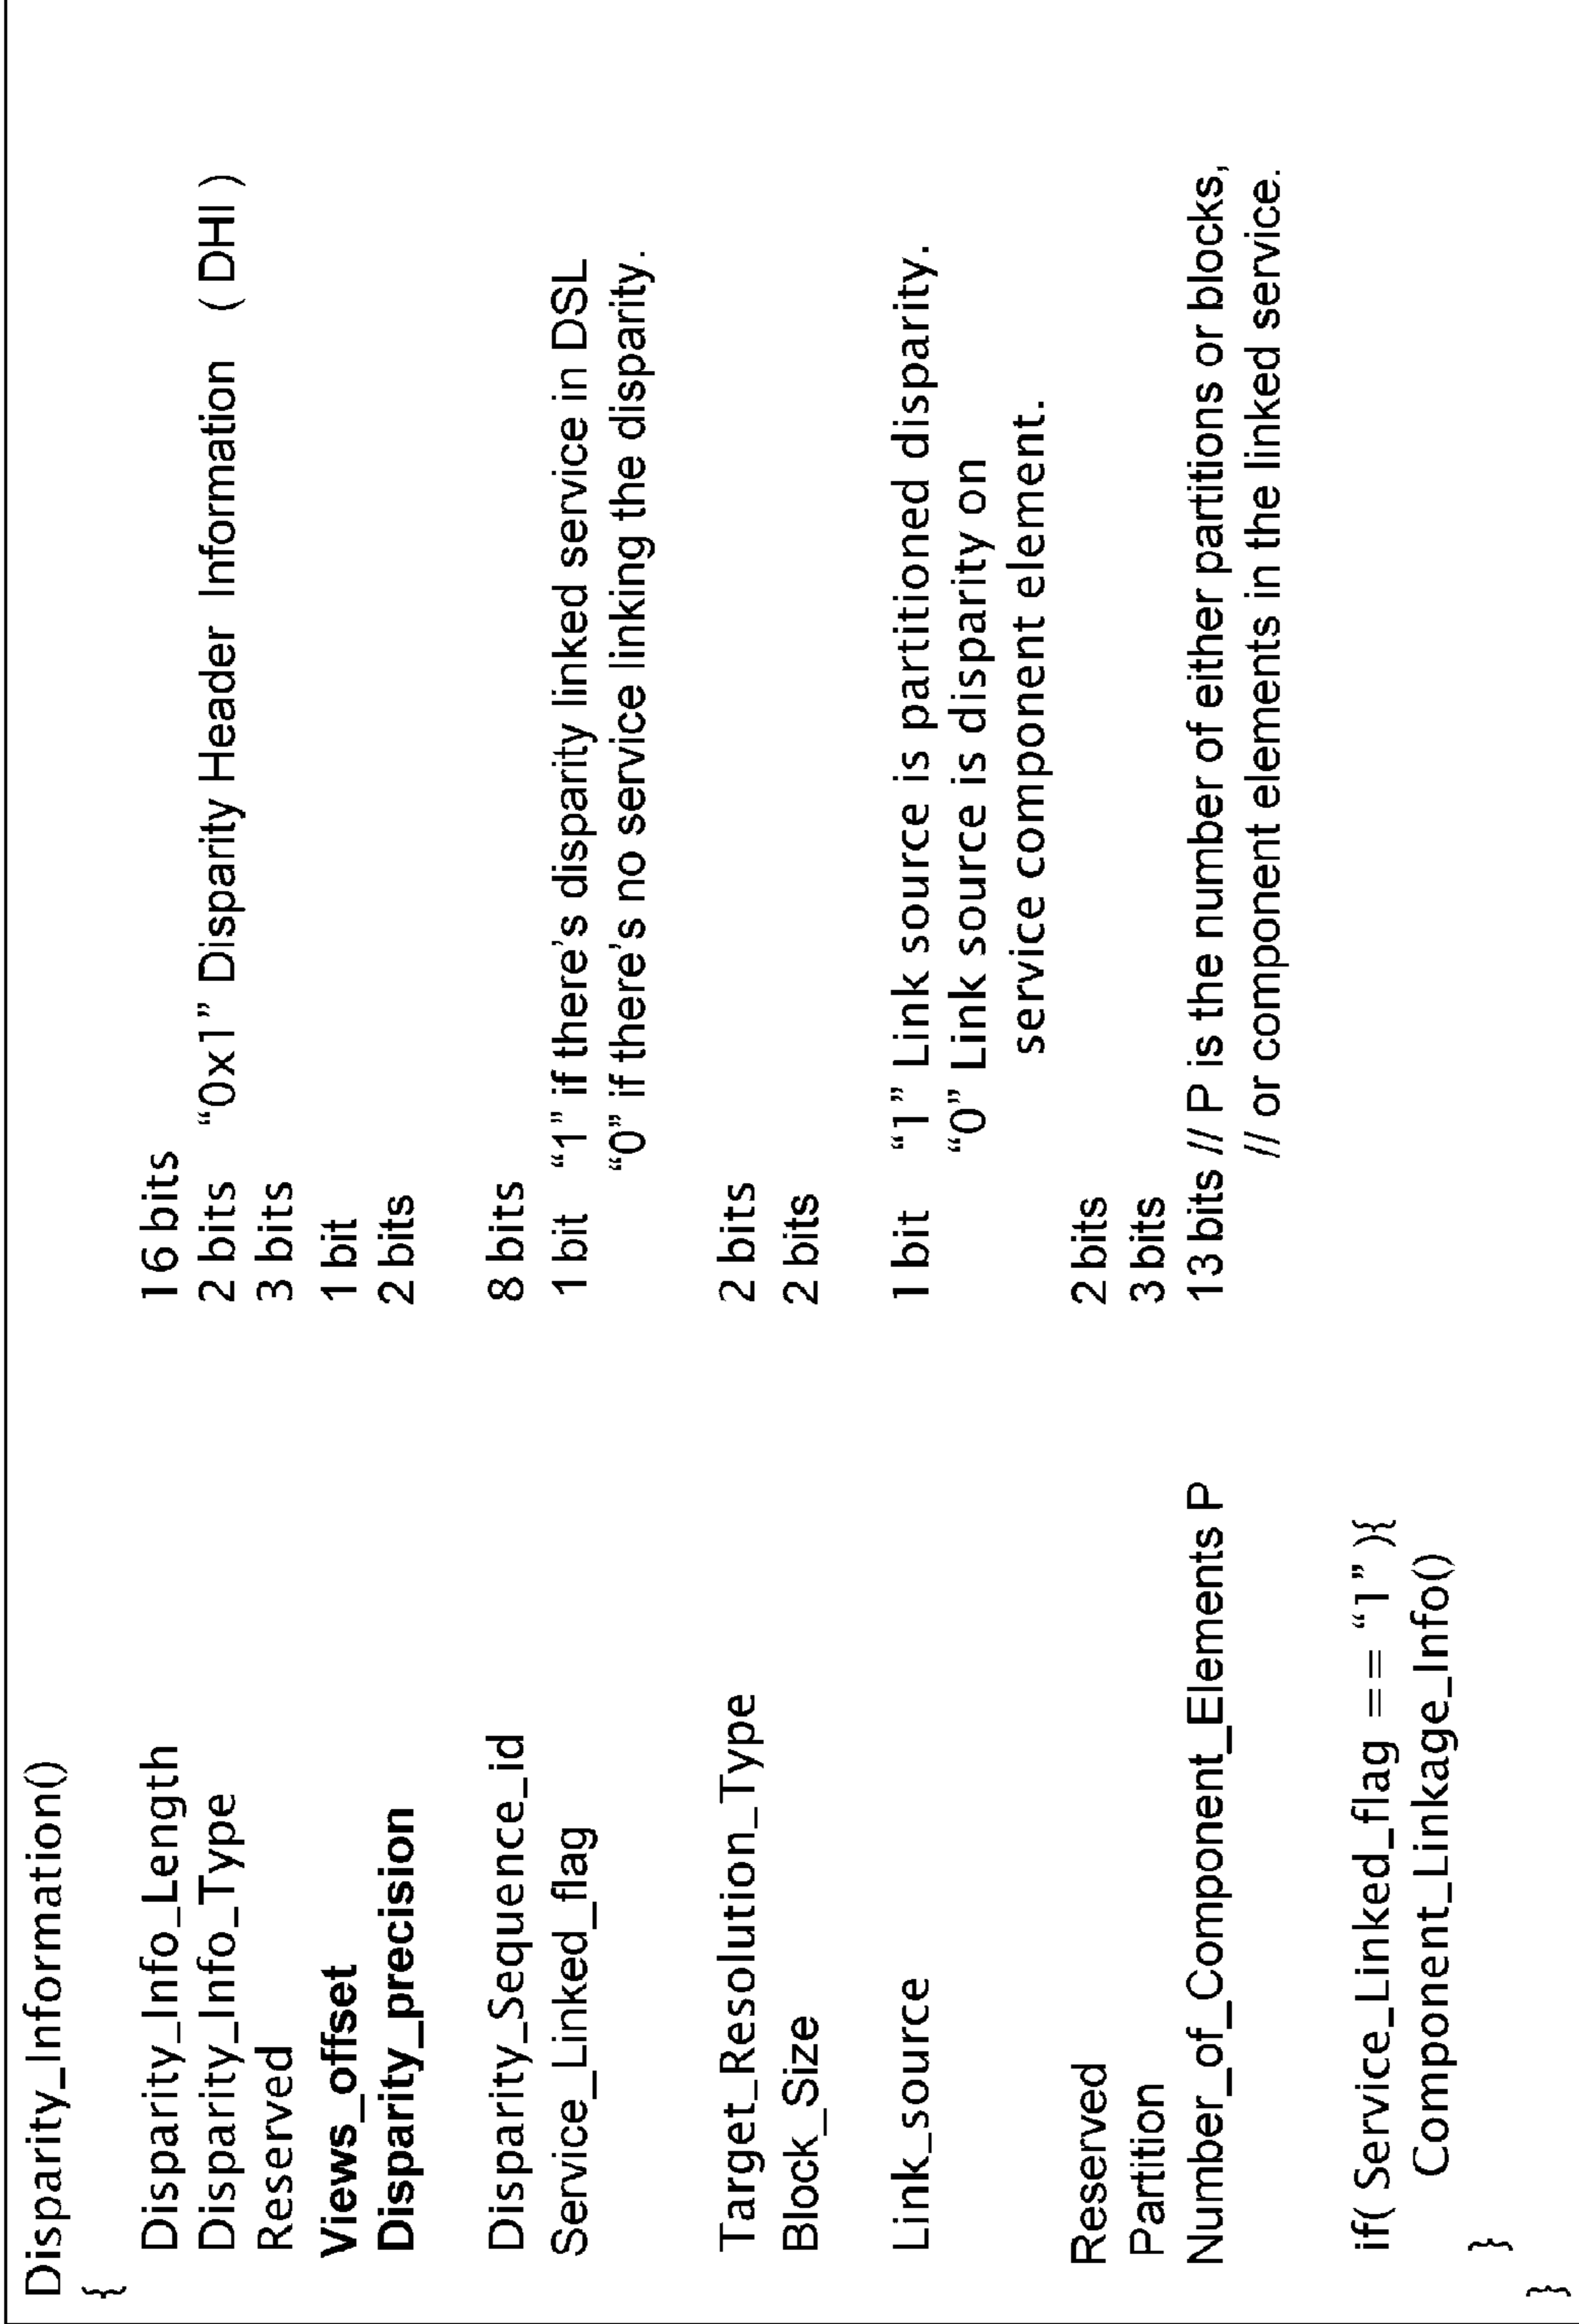 Disparity_Information()
{
Disparity_Info_Length 16 bits
Disparity_Info_Type 2 bits “0x1” Disparity Header Information ( DHI )
Reserved 3 bits
Views_offset 1 bit
Disparity_precision 2 bits
Disparity_Sequence_id 8 bits
Service_Linked_flag 1 bit “1” if there's disparity linked service in DSL
“0” if there's no service linking the disparity.
Target_Resolution_Type 2 bits
Block_Size 2 bits
Link_source 1 bit “1” Link source is partitioned disparity.
“0” Link source is disparity on
service component element.
Reserved 2 bits
Partition 3 bits
Number_of_Component_Elements P 13 bits // P is the number of either partitions or blocks,
// or component elements in the linked service.
if( Service_Linked_flag == “1” ){
Component_Linkage_Info()
}
}